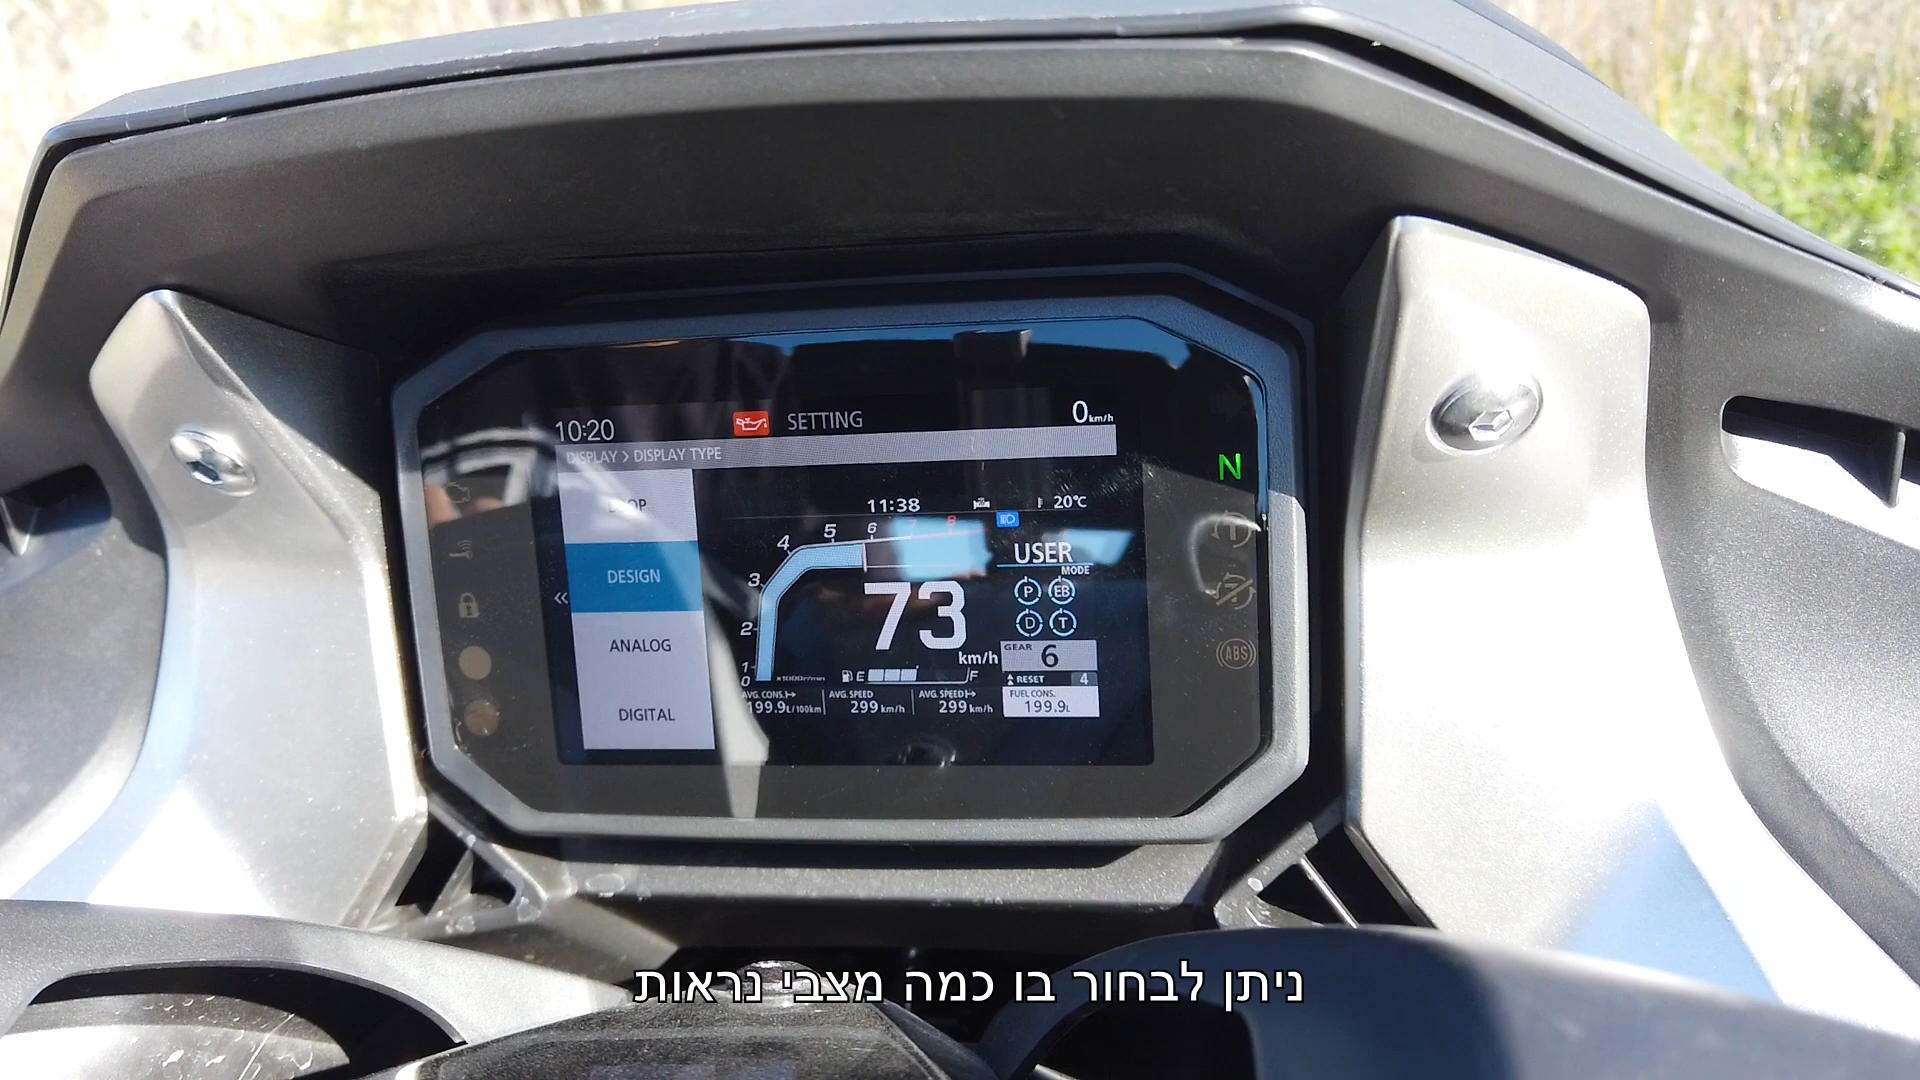 10:20 SETTING 0km/h
DISPLAY > DISPLAY TYPE
DESIGN
ANALOG
DIGITAL
«
11:38 20℃
0 1 2 3 4 5 6 7 8
x1000r/min
73 km/h
E F
USER
MODE
P EB
D T
GEAR 6
RESET 4
AVG. CONS. AVG. SPEED AVG. SPEED FUEL CONS.
199.9L/100km 299 km/h 299 km/h 199.9L
N
ABS
ניתן לבחור בו כמה מצבי נראות